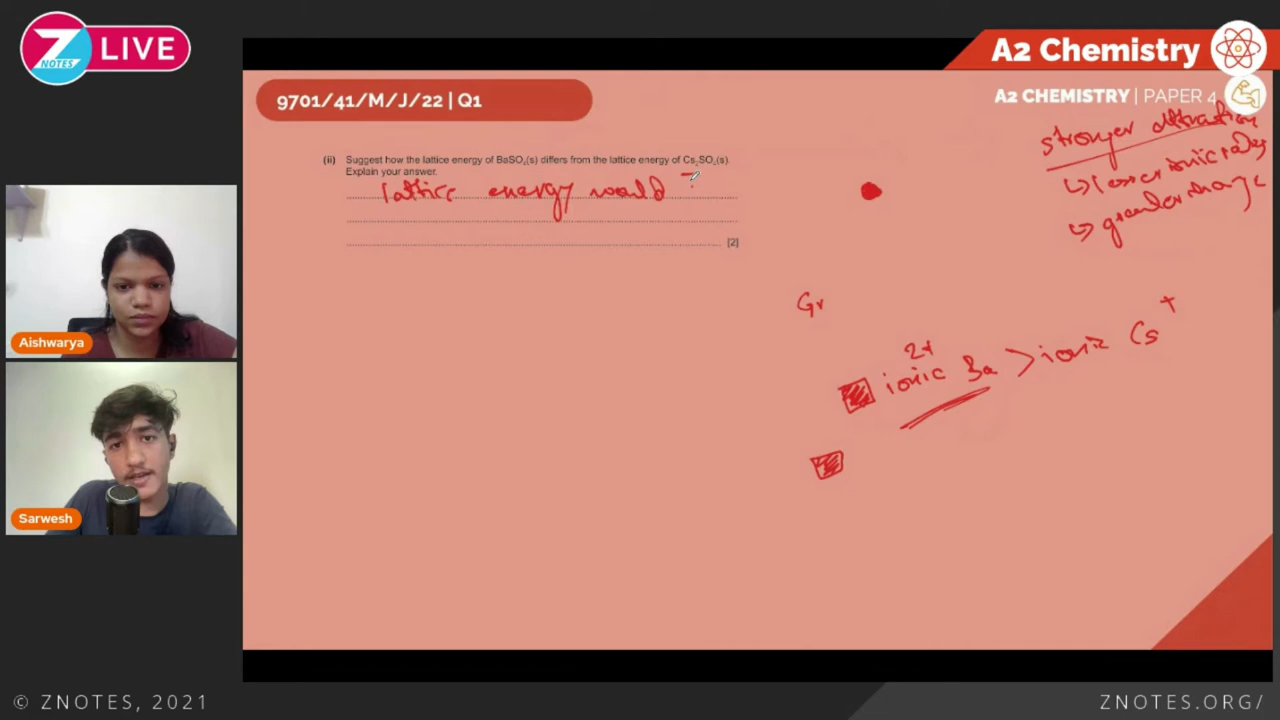 Z NOTES LIVE
A2 Chemistry
9701/41/M/J/22 | Q1
A2 CHEMISTRY | PAPER 4
stronger attraction
↳ lesser ionic radius
↳ greater charge
(ii) Suggest how the lattice energy of BaSO₄(s) differs from the lattice energy of Cs₂SO₄(s).
Explain your answer.
lattice energy would
[2]
Gr
ionic Ba 2+ > ionic Cs +
Aishwarya
Sarwesh
© ZNOTES, 2021
ZNOTES.ORG/